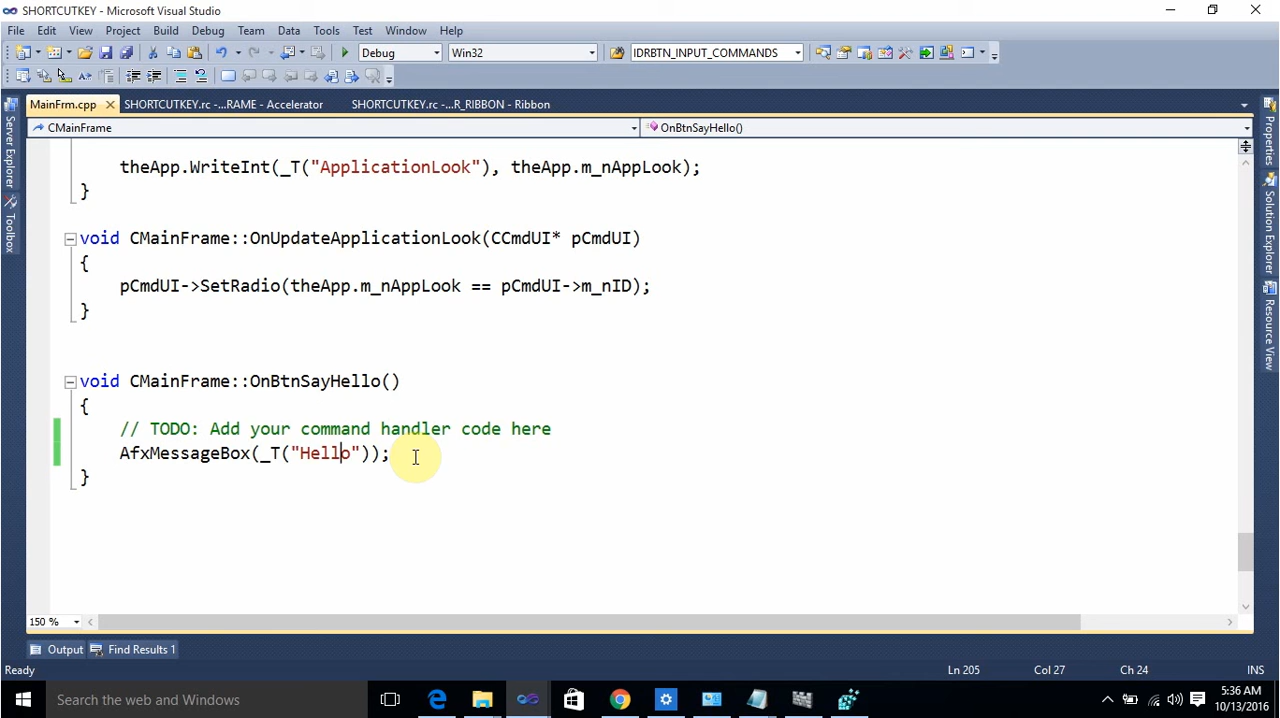 SHORTCUTKEY - Microsoft Visual Studio
File Edit View Project Build Debug Team Data Tools Test Window Help
Debug Win32 IDRBTN_INPUT_COMMANDS
MainFrm.cpp SHORTCUTKEY.rc -...RAME - Accelerator SHORTCUTKEY.rc -...R_RIBBON - Ribbon
CMainFrame OnBtnSayHello()
theApp.WriteInt(_T("ApplicationLook"), theApp.m_nAppLook);
}
void CMainFrame::OnUpdateApplicationLook(CCmdUI* pCmdUI)
{
pCmdUI->SetRadio(theApp.m_nAppLook == pCmdUI->m_nID);
}
void CMainFrame::OnBtnSayHello()
{
// TODO: Add your command handler code here
AfxMessageBox(_T("Hello"));
}
150 %
Server Explorer
Toolbox
Properties
Solution Explorer
Resource View
Output Find Results 1
Ready Ln 205 Col 27 Ch 24 INS
Search the web and Windows
5:36 AM
10/13/2016